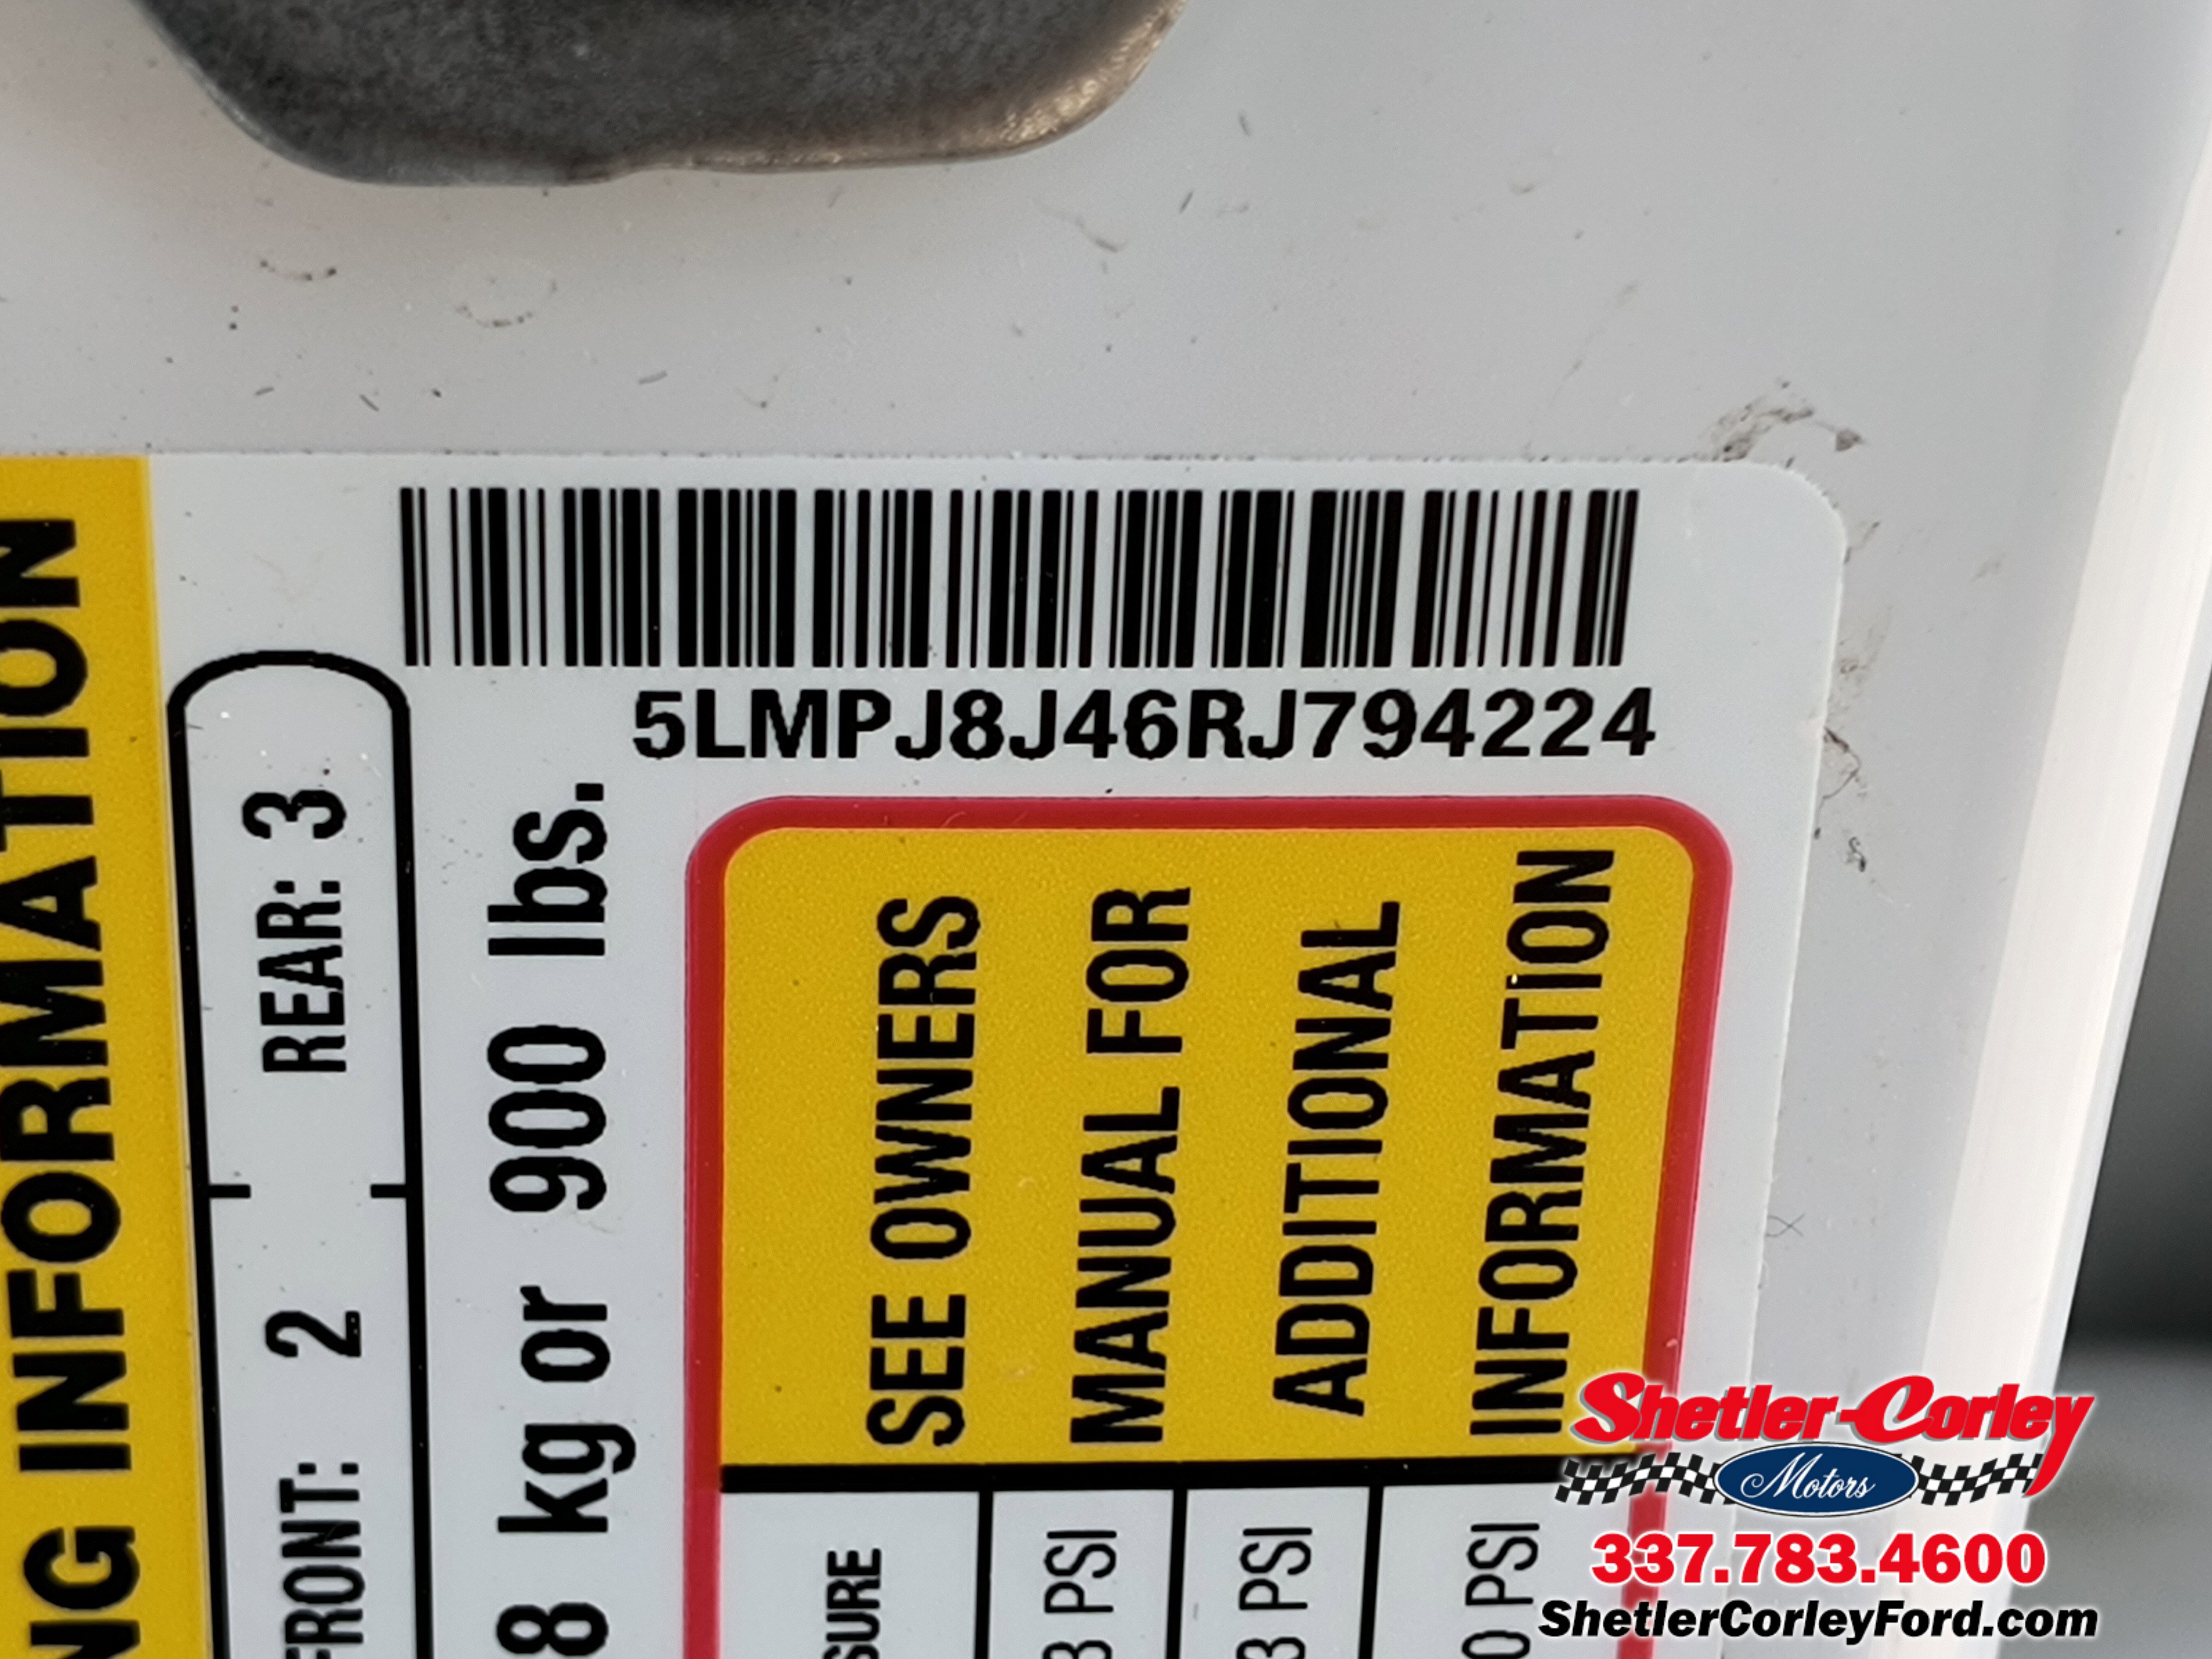 5LMPJ8J46RJ794224
NG INFORMATION
FRONT: 2 REAR: 3
8 kg or 900 lbs.
SEE OWNERS
MANUAL FOR
ADDITIONAL
INFORMATION
PSI
PSI
PSI
Shetler-Corley
Motors
337.783.4600
ShetlerCorleyFord.com